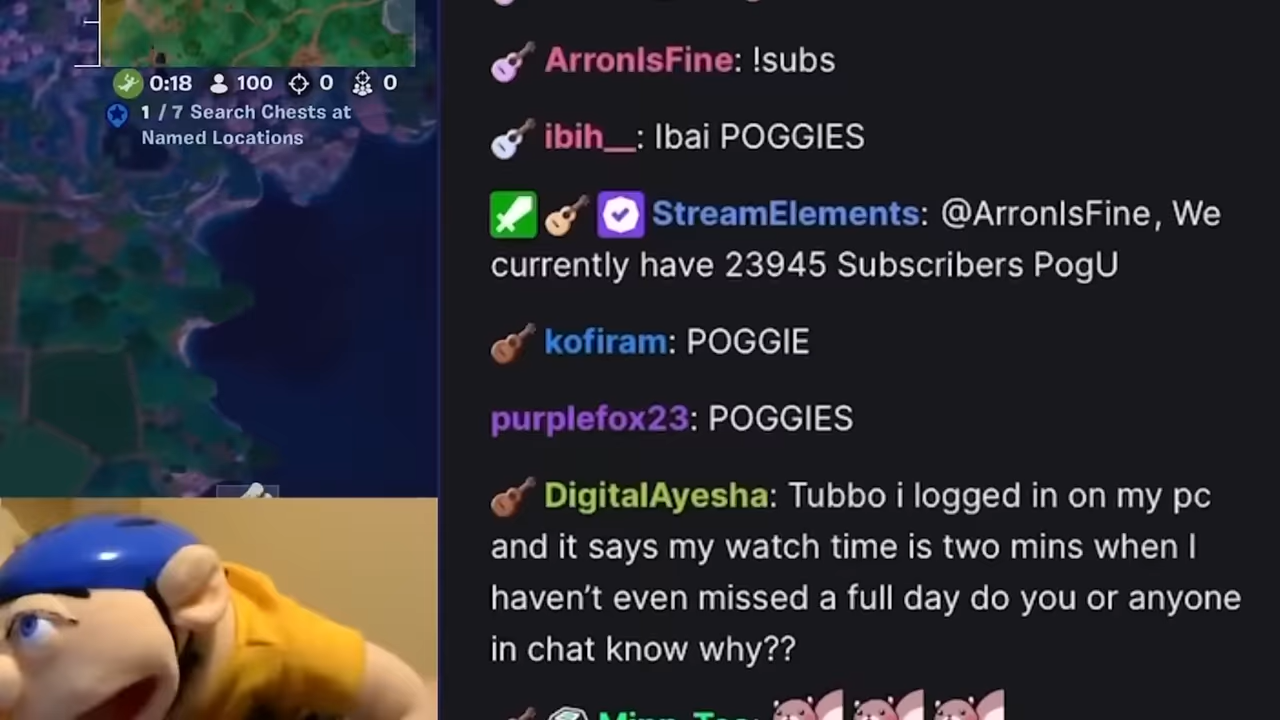 0:18 100 0 0
1 / 7 Search Chests at
Named Locations
ArronIsFine: !subs
ibih__: Ibai POGGIES
StreamElements: @ArronIsFine, We
currently have 23945 Subscribers PogU
kofiram: POGGIE
purplefox23: POGGIES
DigitalAyesha: Tubbo i logged in on my pc
and it says my watch time is two mins when I
haven’t even missed a full day do you or anyone
in chat know why??